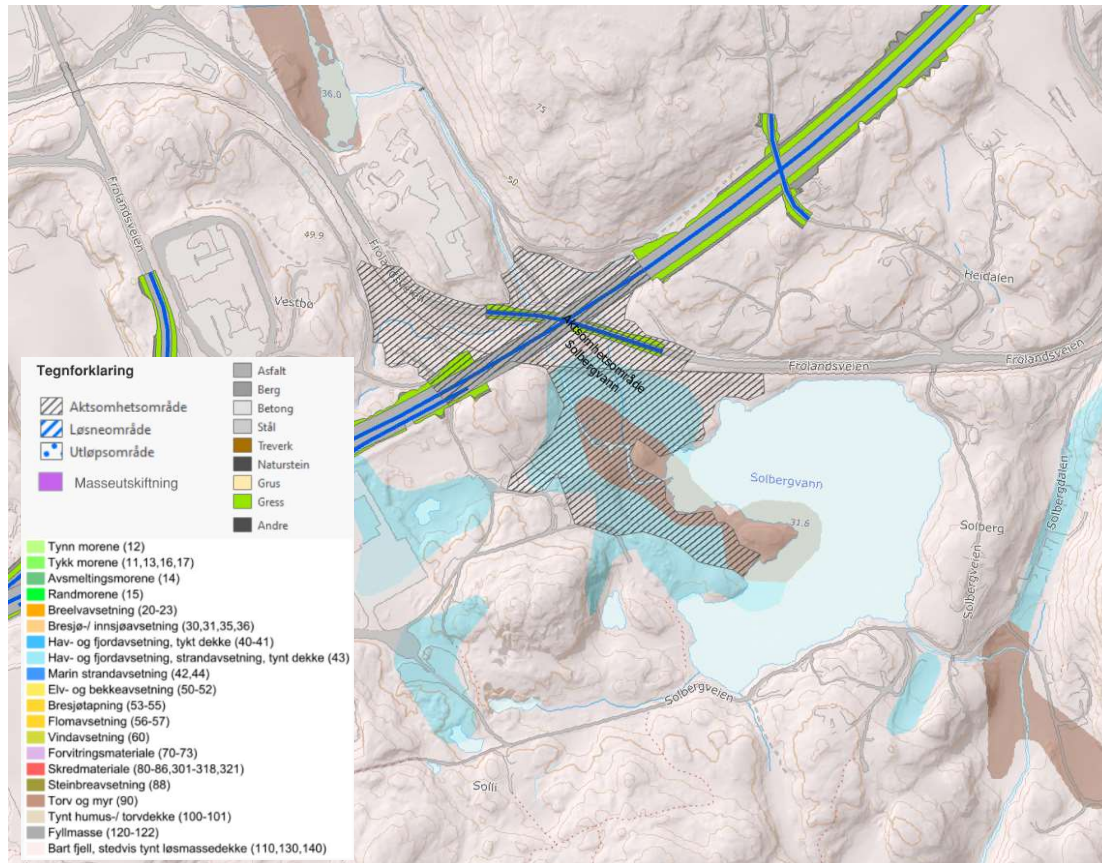 36.0
75
50
Frolandsveien
49.9
Frolandsveien
Heidalen
Vestbø
Aktsomhetsområde
Solbergvann
Frölandsveien
Frölandsveien
Solbergvann
31.6
Solberg
Solbergveien
Solbergdalen
Solbergveien
Solli
Tegnforklaring
Aktsomhetsområde
Løsneområde
Utløpsområde
Masseutskiftning
Asfalt
Berg
Betong
Stål
Treverk
Naturstein
Grus
Gress
Andre
Tynn morene (12)
Tykk morene (11,13,16,17)
Avsmeltingsmorene (14)
Randmorene (15)
Breelvavsetning (20-23)
Bresjø-/ innsjøavsetning (30,31,35,36)
Hav- og fjordavsetning, tykt dekke (40-41)
Hav- og fjordavsetning, strandavsetning, tynt dekke (43)
Marin strandavsetning (42,44)
Elv- og bekkeavsetning (50-52)
Bresjøtapning (53-55)
Flomavsetning (56-57)
Vindavsetning (60)
Forvitringsmateriale (70-73)
Skredmateriale (80-86,301-318,321)
Steinbreavsetning (88)
Torv og myr (90)
Tynt humus-/ torvdekke (100-101)
Fyllmasse (120-122)
Bart fjell, stedvis tynt løsmassedekke (110,130,140)